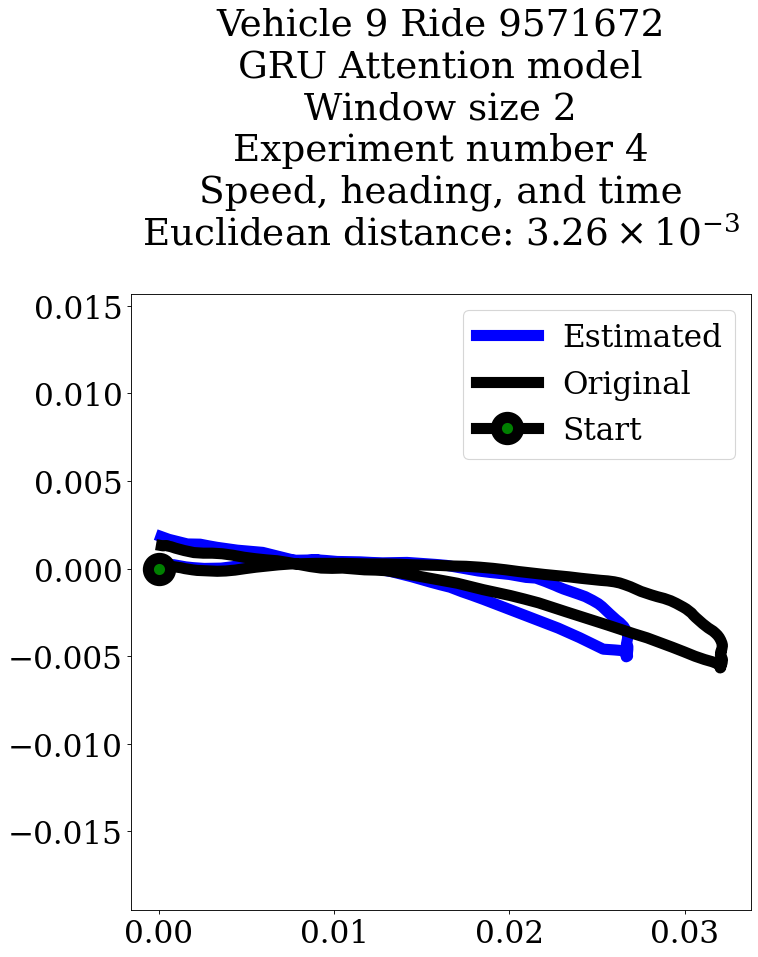 Vehicle 9 Ride 9571672
GRU Attention model
Window size 2
Experiment number 4
Speed, heading, and time
Euclidean distance: 3.26 × 10⁻³
0.015
0.010
0.005
0.000
−0.005
−0.010
−0.015
Estimated
Original
Start
0.00 0.01 0.02 0.03